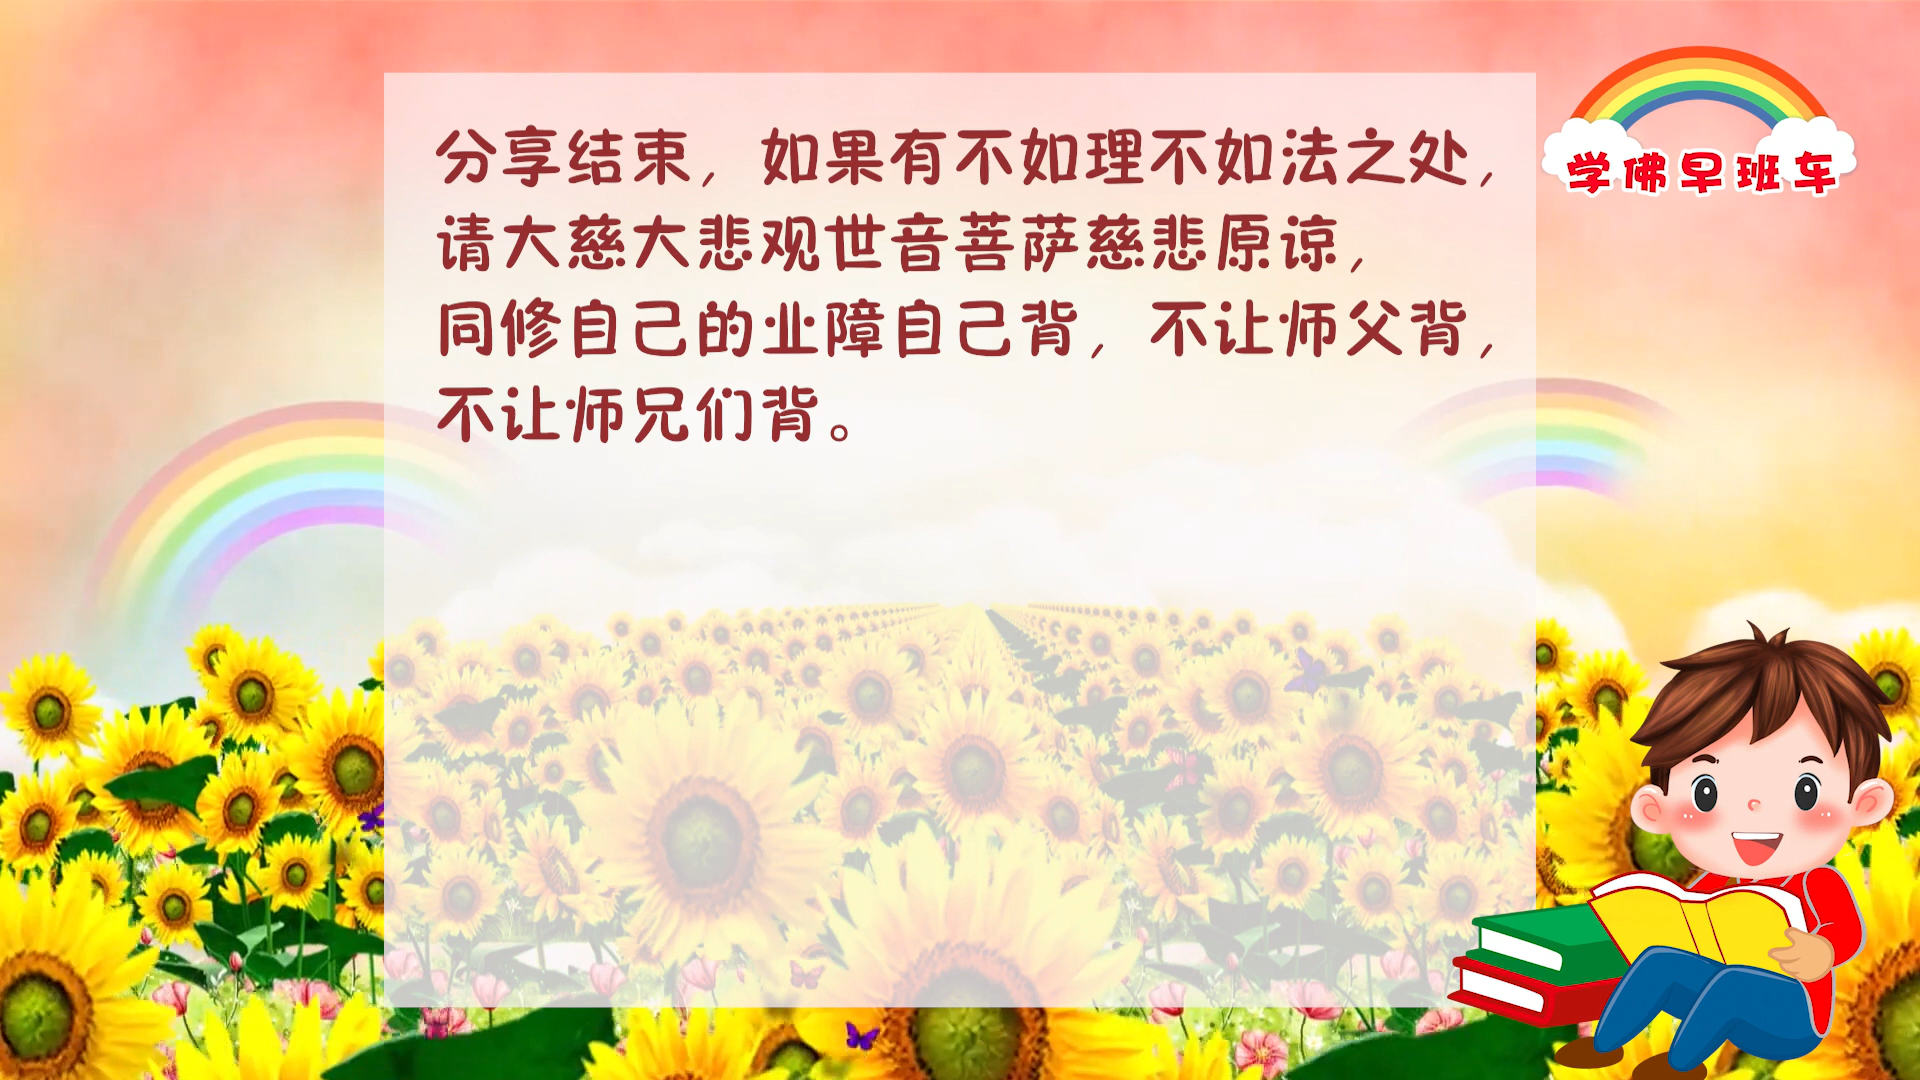 分享结束，如果有不如理不如法之处，
请大慈大悲观世音菩萨慈悲原谅，
同修自己的业障自己背，不让师父背，
不让师兄们背。
学佛早班车